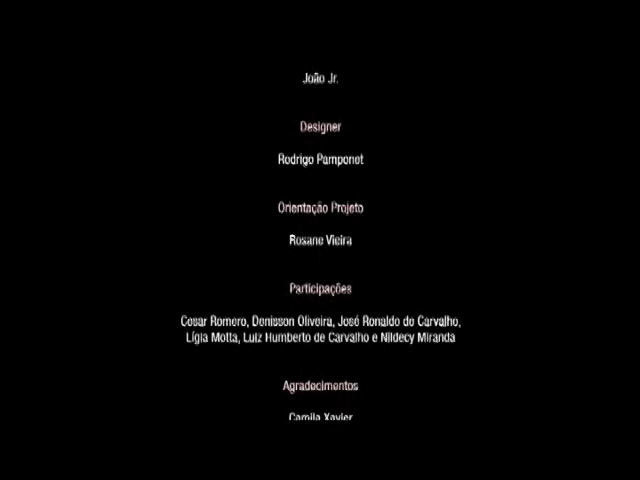 João Jr.
Designer
Rodrigo Pamponet
Orientação Projeto
Rosane Vieira
Participações
Cesar Romero, Denisson Oliveira, José Ronaldo de Carvalho,
Lígia Motta, Luiz Humberto de Carvalho e Nildecy Miranda
Agradecimentos
Camila Xavier